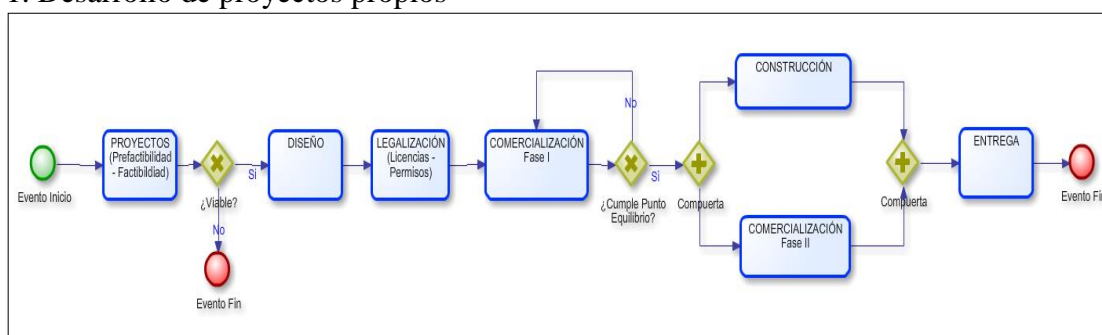 1. Desarrollo de proyectos propios
Evento Inicio
PROYECTOS
(Prefactibilidad
- Factibildiad)
¿Viable?
Si
No
Evento Fin
DISEÑO
LEGALIZACIÓN
(Licencias -
Permisos)
COMERCIALIZACIÓN
Fase I
No
¿Cumple Punto
Equilibrio?
Si
Compuerta
CONSTRUCCIÓN
COMERCIALIZACIÓN
Fase II
Compuerta
ENTREGA
Evento Fin